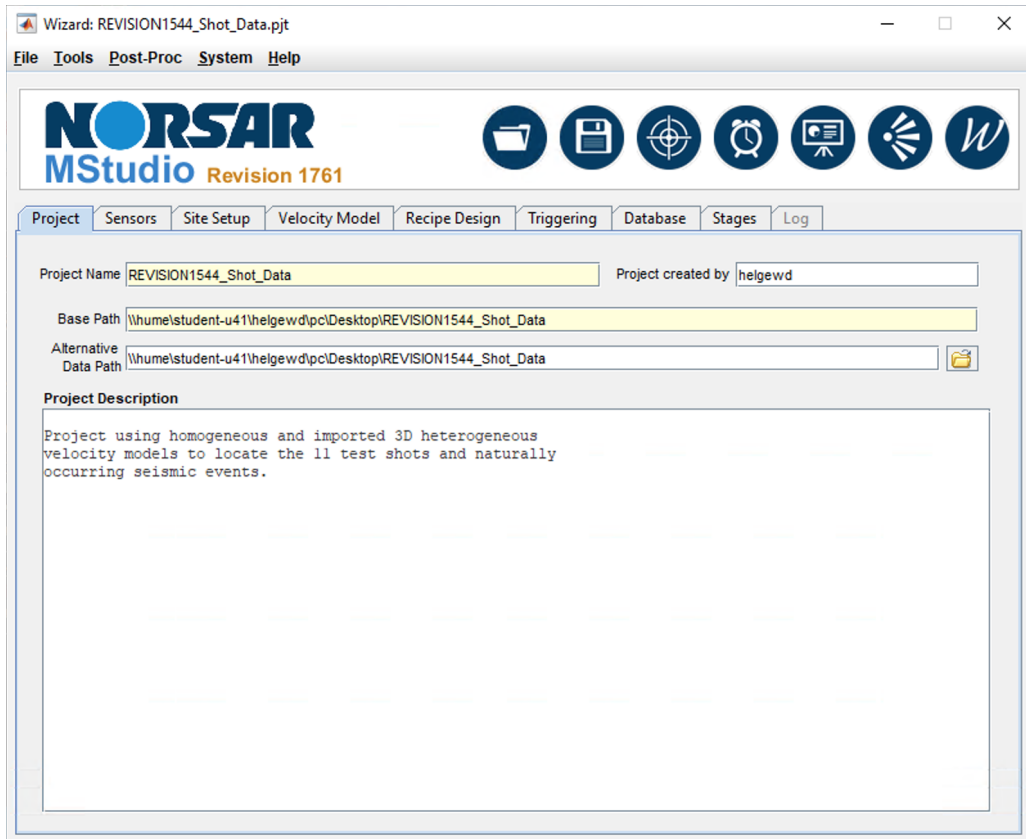 Wizard: REVISION1544_Shot_Data.pjt
File Tools Post-Proc System Help
NORSAR
MStudio Revision 1761
W
Project Sensors Site Setup Velocity Model Recipe Design Triggering Database Stages Log
Project Name REVISION1544_Shot_Data Project created by helgewd
Base Path \\hume\student-u41\helgewd\pc\Desktop\REVISION1544_Shot_Data
Alternative
Data Path \\hume\student-u41\helgewd\pc\Desktop\REVISION1544_Shot_Data
Project Description
Project using homogeneous and imported 3D heterogeneous
velocity models to locate the 11 test shots and naturally
occurring seismic events.